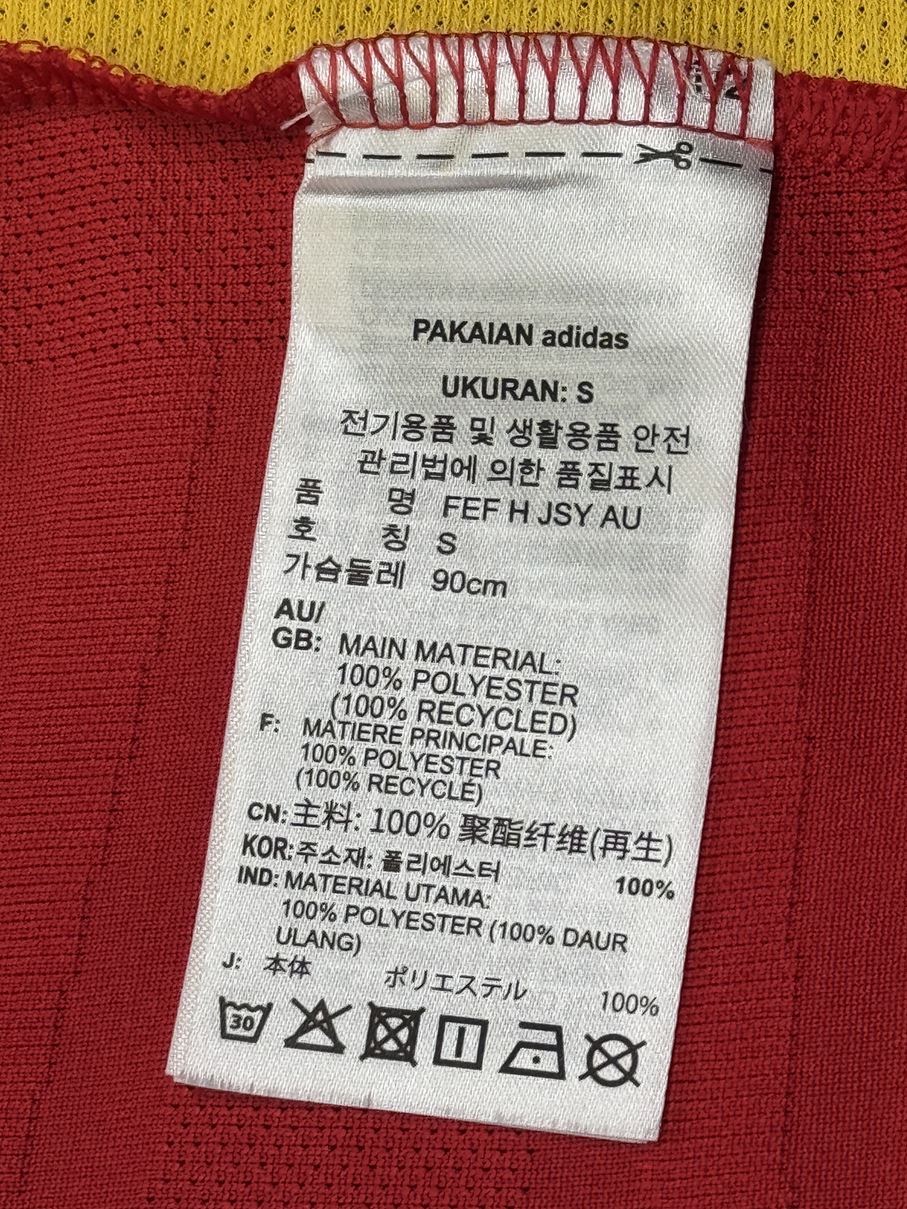 PAKAIAN adidas
UKURAN: S
전기용품 및 생활용품 안전
관리법에 의한 품질표시
품 명 FEF H JSY AU
호 칭 S
가슴둘레 90cm
AU/
GB: MAIN MATERIAL:
100% POLYESTER
(100% RECYCLED)
F: MATIERE PRINCIPALE:
100% POLYESTER
(100% RECYCLÉ)
CN: 主料: 100% 聚酯纤维(再生)
KOR: 주소재: 폴리에스터 100%
IND: MATERIAL UTAMA:
100% POLYESTER (100% DAUR
ULANG)
J: 本体 ポリエステル 100%
30